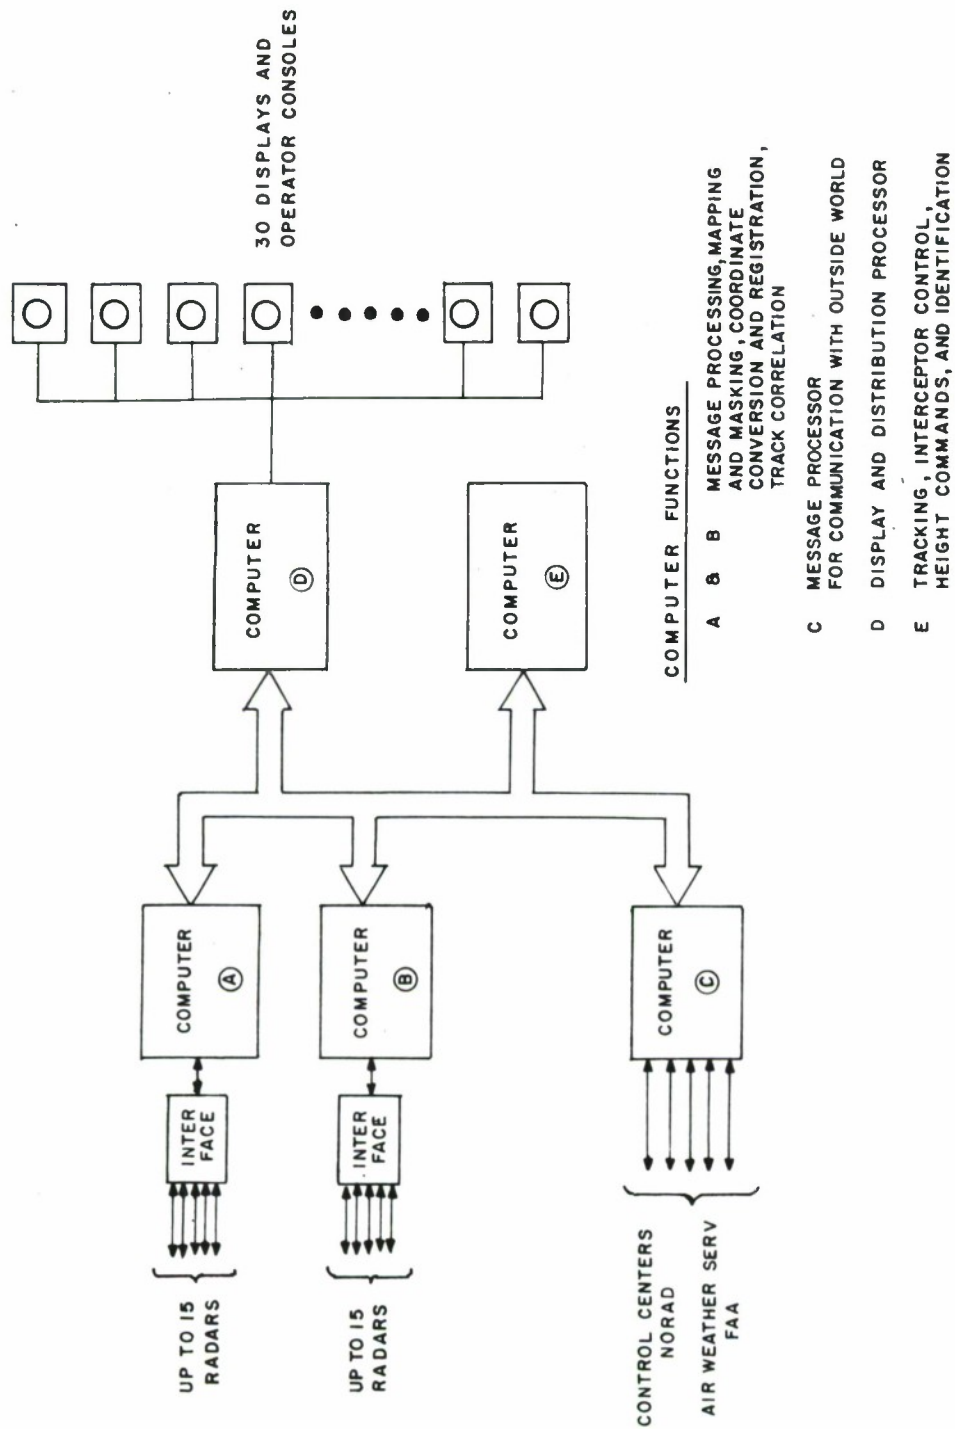 UP TO 15
RADARS
INTER
FACE
COMPUTER
A
UP TO 15
RADARS
INTER
FACE
COMPUTER
B
CONTROL CENTERS
NORAD
AIR WEATHER SERV
FAA
COMPUTER
C
COMPUTER
D
COMPUTER
E
30 DISPLAYS AND
OPERATOR CONSOLES
COMPUTER FUNCTIONS
A & B MESSAGE PROCESSING, MAPPING
AND MASKING, COORDINATE
CONVERSION AND REGISTRATION,
TRACK CORRELATION
C MESSAGE PROCESSOR
FOR COMMUNICATION WITH OUTSIDE WORLD
D DISPLAY AND DISTRIBUTION PROCESSOR
E TRACKING, INTERCEPTOR CONTROL,
HEIGHT COMMANDS, AND IDENTIFICATION